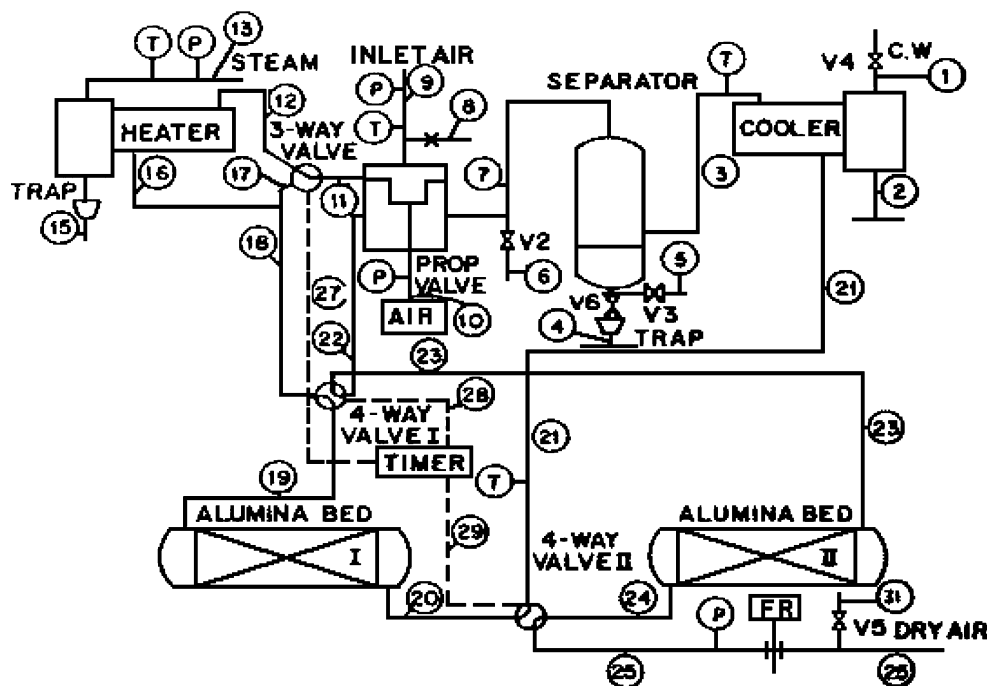 13
T
P
STEAM
12
HEATER
3-WAY
VALVE
TRAP
15
16
17
18
INLET AIR
P
9
T
8
11
P
PROP
VALVE
AIR
10
27
22
7
V2
6
SEPARATOR
T
COOLER
V4
C.W
1
2
3
5
V6
V3
4
TRAP
21
23
4-WAY
VALVE I
28
TIMER
21
T
23
19
ALUMINA BED
I
29
20
4-WAY
VALVE II
ALUMINA BED
II
24
P
FR
31
V5
DRY AIR
25
26